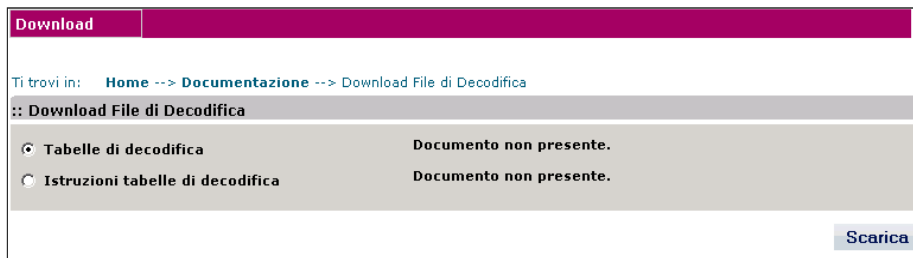 Download
Ti trovi in: Home --> Documentazione --> Download File di Decodifica
:: Download File di Decodifica
Tabelle di decodifica Documento non presente.
Istruzioni tabelle di decodifica Documento non presente.
Scarica